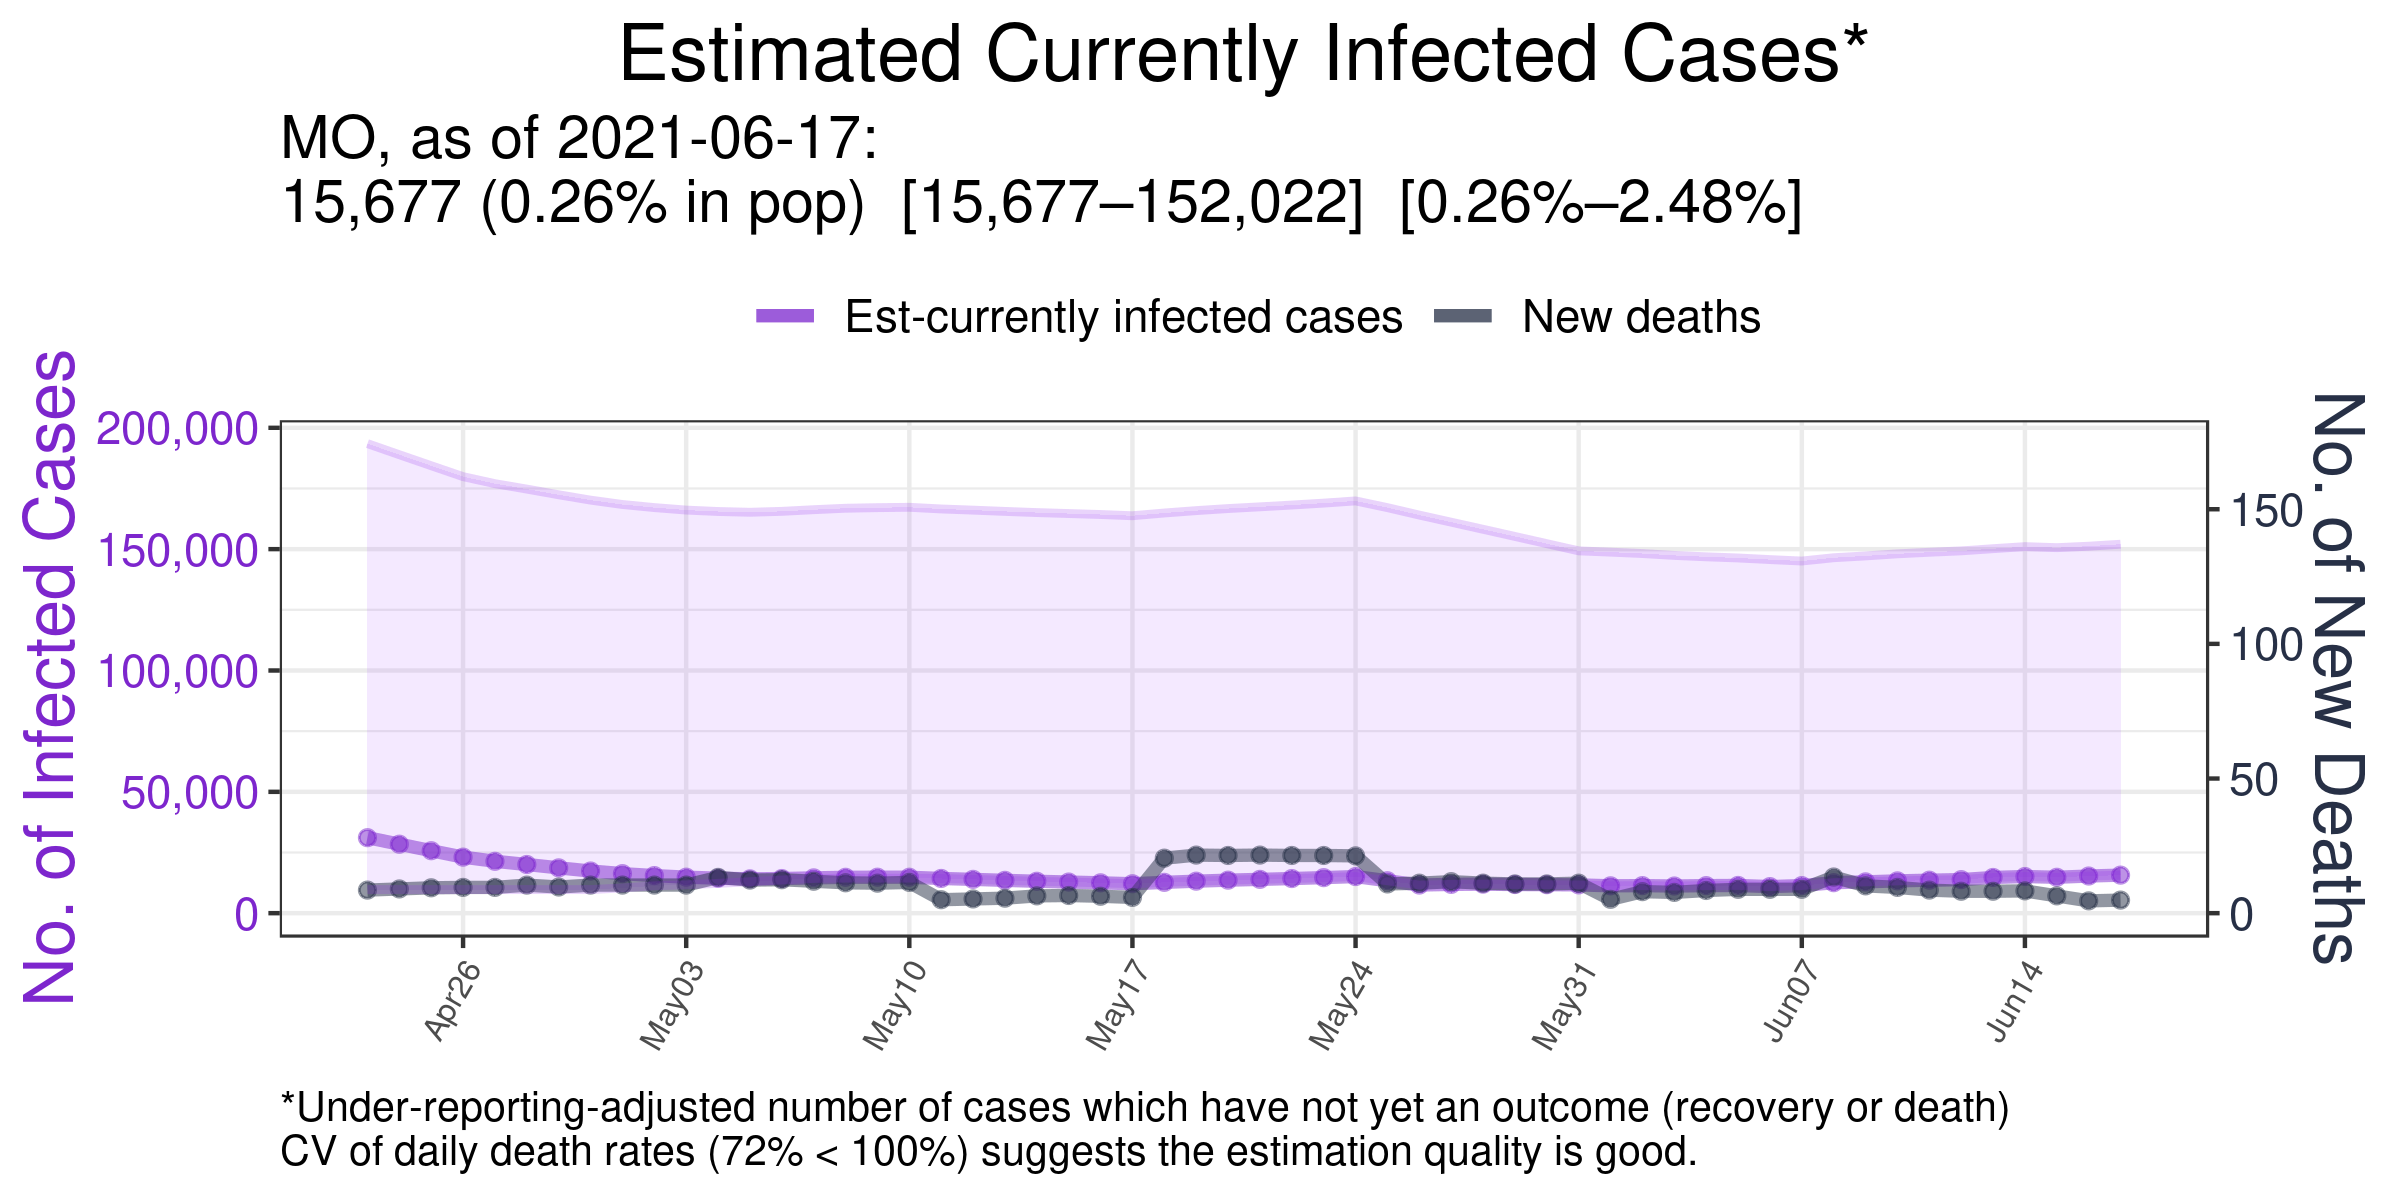 Estimated Currently Infected Cases*
MO, as of 2021-06-17:
15,677 (0.26% in pop)  [15,677–152,022]  [0.26%–2.48%]
Est-currently infected cases
New deaths
No. of Infected Cases
200,000
150,000
100,000
50,000
0
150
100
50
0
No. of New Deaths
Apr26
May03
May10
May17
May24
May31
Jun07
Jun14
*Under-reporting-adjusted number of cases which have not yet an outcome (recovery or death)
CV of daily death rates (72% < 100%) suggests the estimation quality is good.